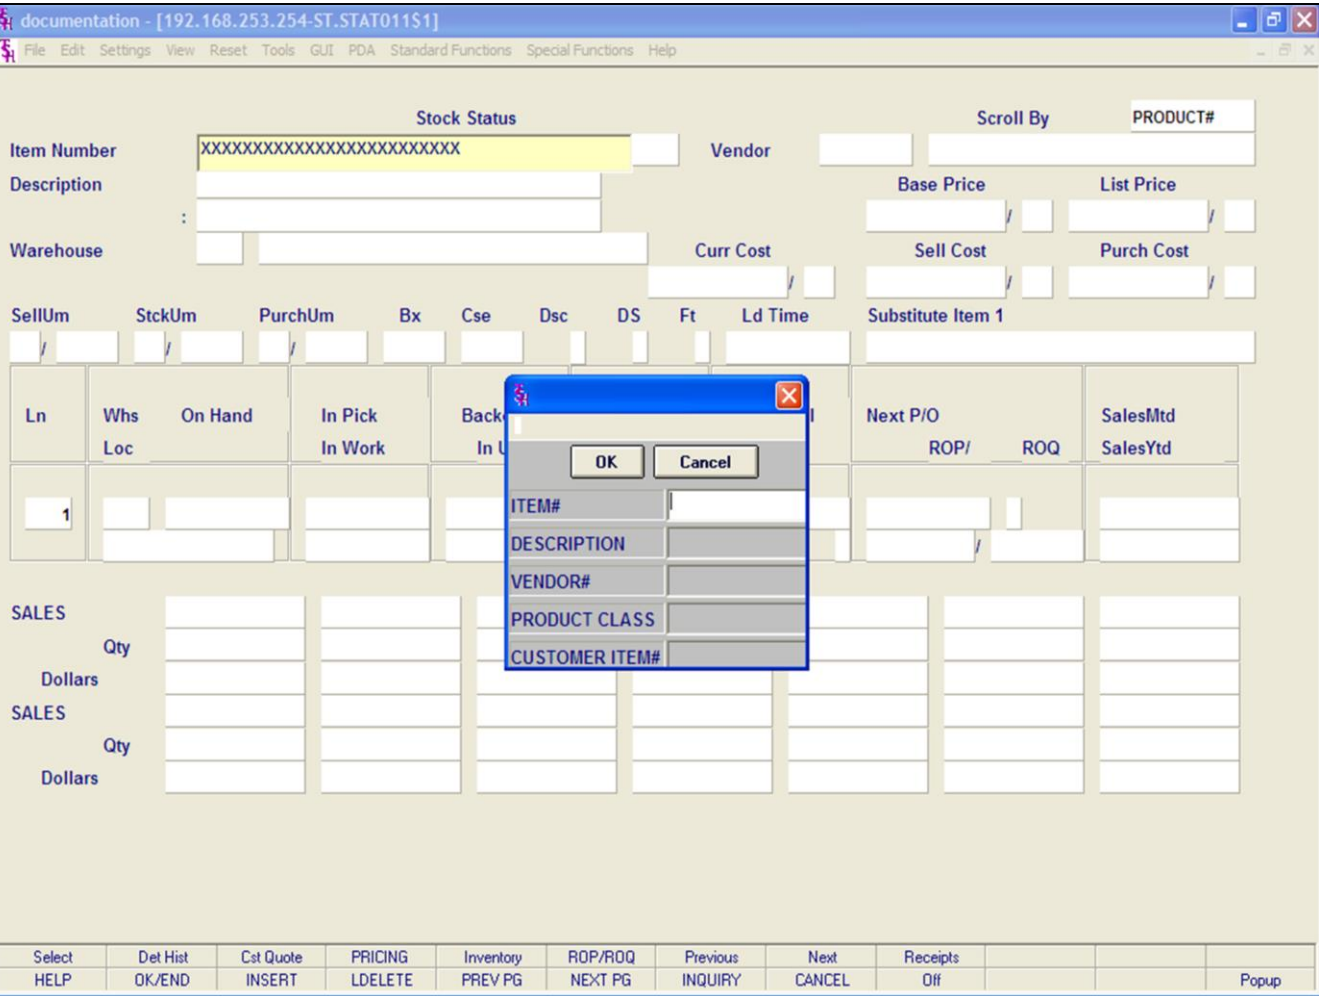 documentation - [192.168.253.254-ST.STAT011$1]
File Edit Settings View Reset Tools GUI PDA Standard Functions Special Functions Help
Stock Status Scroll By PRODUCT#
Item Number XXXXXXXXXXXXXXXXXXXXXXXXX Vendor
Description Base Price List Price
: / /
Warehouse Curr Cost Sell Cost Purch Cost
/ / /
SellUm StckUm PurchUm Bx Cse Dsc DS Ft Ld Time Substitute Item 1
/ / /
Ln Whs On Hand In Pick Next P/O SalesMtd
Loc In Work In ROP/ ROQ SalesYtd
OK Cancel
1 ITEM#
DESCRIPTION /
VENDOR#
SALES PRODUCT CLASS
Qty CUSTOMER ITEM#
Dollars
SALES
Qty
Dollars
Select Det Hist Cst Quote PRICING Inventory ROP/ROQ Previous Next Receipts
HELP OK/END INSERT LDELETE PREV PG NEXT PG INQUIRY CANCEL Off Popup